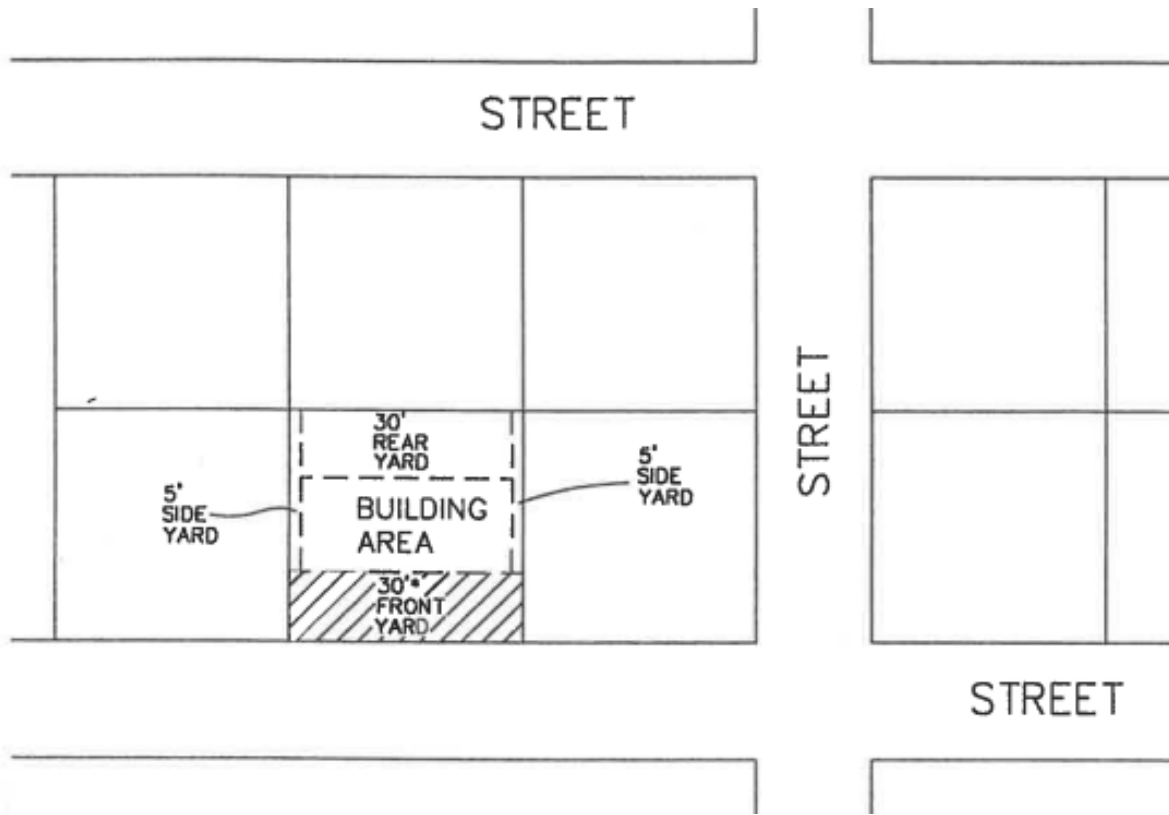 STREET
30'
REAR
YARD
5'
SIDE
YARD
5'
SIDE
YARD
BUILDING
AREA
30'*
FRONT
YARD
STREET
STREET